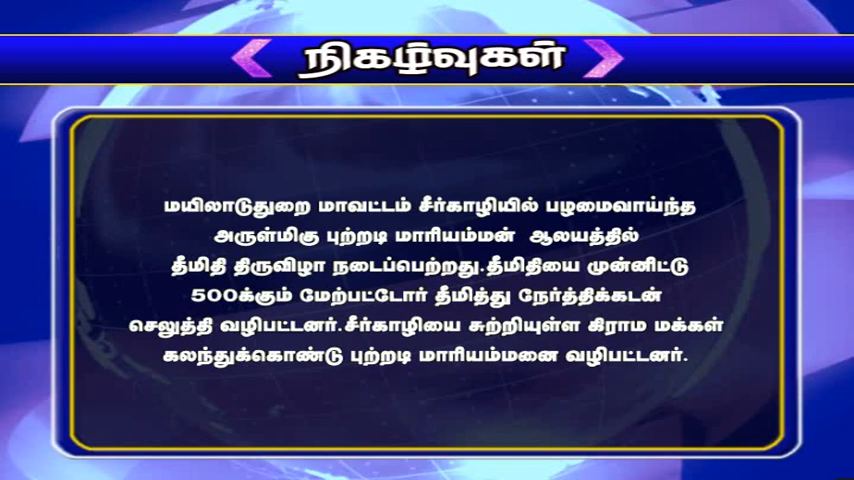 நிகழ்வுகள்
மயிலாடுதுறை மாவட்டம் சீர்காழியில் பழமைவாய்ந்த
அருள்மிகு புற்றடி மாரியம்மன் ஆலயத்தில்
தீமிதி திருவிழா நடைப்பெற்றது.தீமிதியை முன்னிட்டு
500க்கும் மேற்பட்டோர் தீமித்து நேர்த்திக்கடன்
செலுத்தி வழிபட்டனர்.சீர்காழியை சுற்றியுள்ள கிராம மக்கள்
கலந்துக்கொண்டு புற்றடி மாரியம்மனை வழிபட்டனர்.